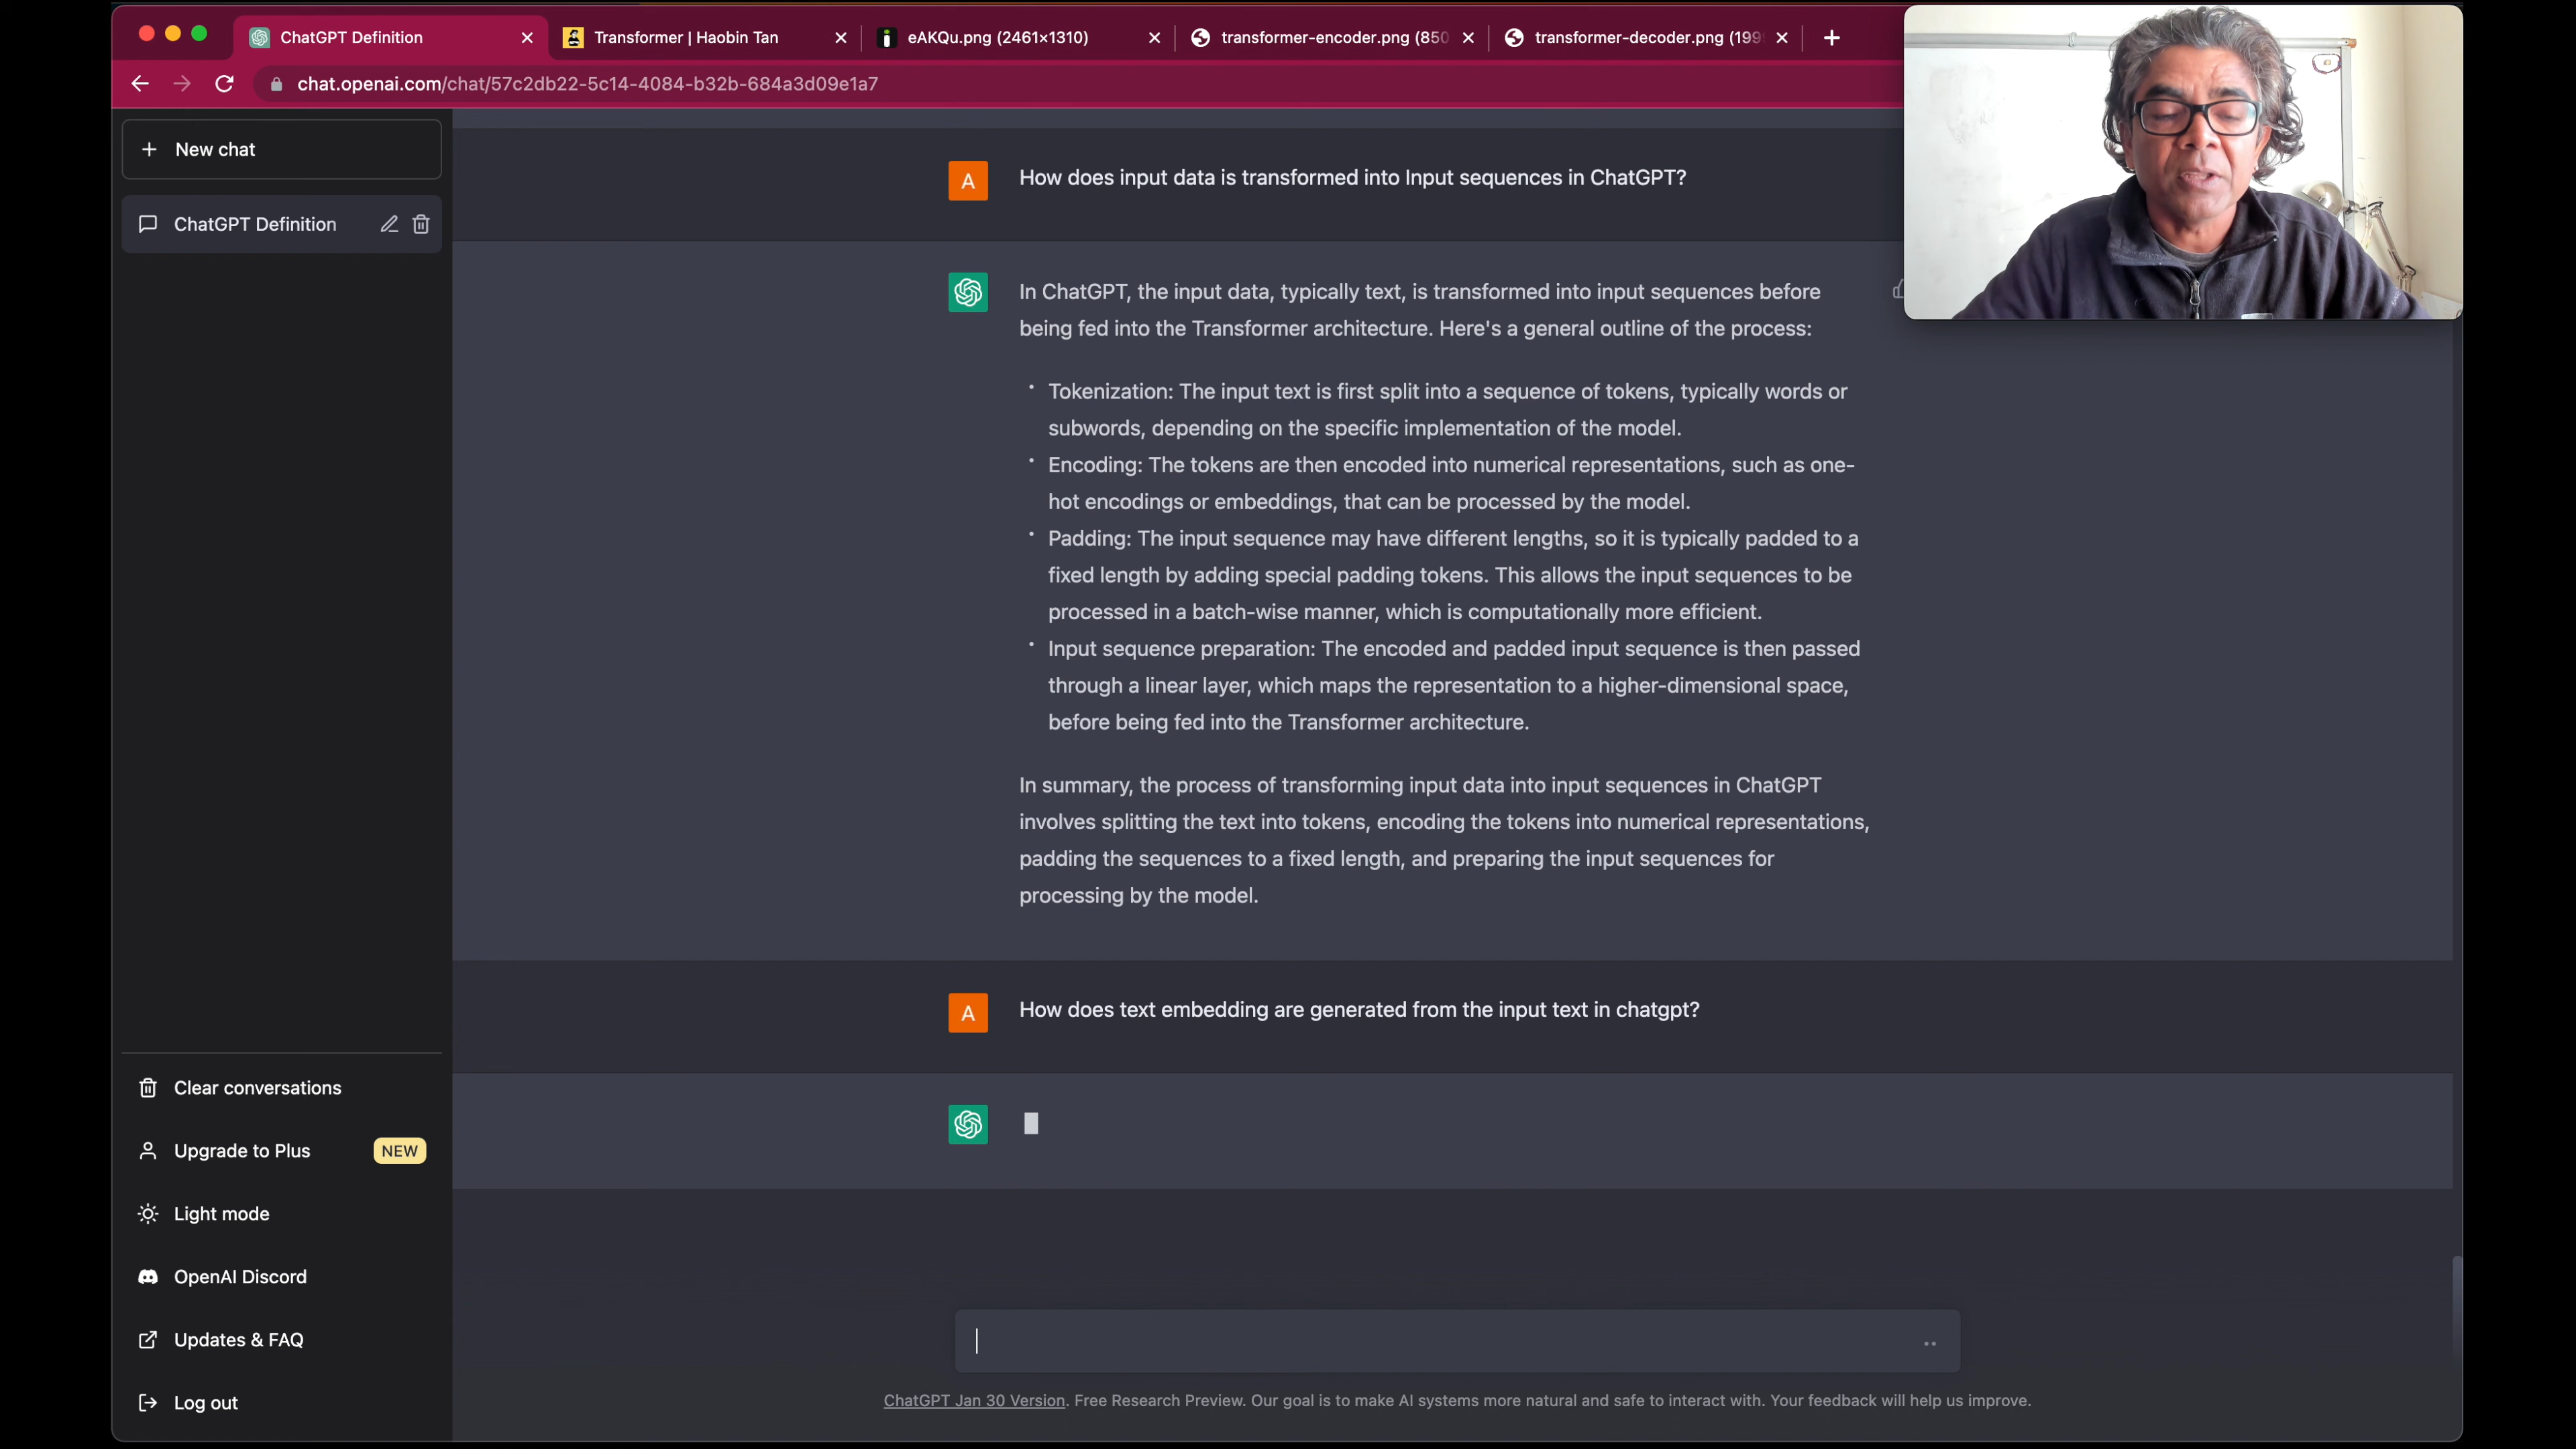 ChatGPT Definition
Transformer | Haobin Tan
eAKQu.png (2461×1310)
transformer-encoder.png (850
transformer-decoder.png (199
chat.openai.com/chat/57c2db22-5c14-4084-b32b-684a3d09e1a7
New chat
ChatGPT Definition
A
How does input data is transformed into Input sequences in ChatGPT?
In ChatGPT, the input data, typically text, is transformed into input sequences before
being fed into the Transformer architecture. Here's a general outline of the process:
• Tokenization: The input text is first split into a sequence of tokens, typically words or
subwords, depending on the specific implementation of the model.
• Encoding: The tokens are then encoded into numerical representations, such as one-
hot encodings or embeddings, that can be processed by the model.
• Padding: The input sequence may have different lengths, so it is typically padded to a
fixed length by adding special padding tokens. This allows the input sequences to be
processed in a batch-wise manner, which is computationally more efficient.
• Input sequence preparation: The encoded and padded input sequence is then passed
through a linear layer, which maps the representation to a higher-dimensional space,
before being fed into the Transformer architecture.
In summary, the process of transforming input data into input sequences in ChatGPT
involves splitting the text into tokens, encoding the tokens into numerical representations,
padding the sequences to a fixed length, and preparing the input sequences for
processing by the model.
A
How does text embedding are generated from the input text in chatgpt?
Clear conversations
Upgrade to Plus NEW
Light mode
OpenAI Discord
Updates & FAQ
Log out
ChatGPT Jan 30 Version. Free Research Preview. Our goal is to make AI systems more natural and safe to interact with. Your feedback will help us improve.